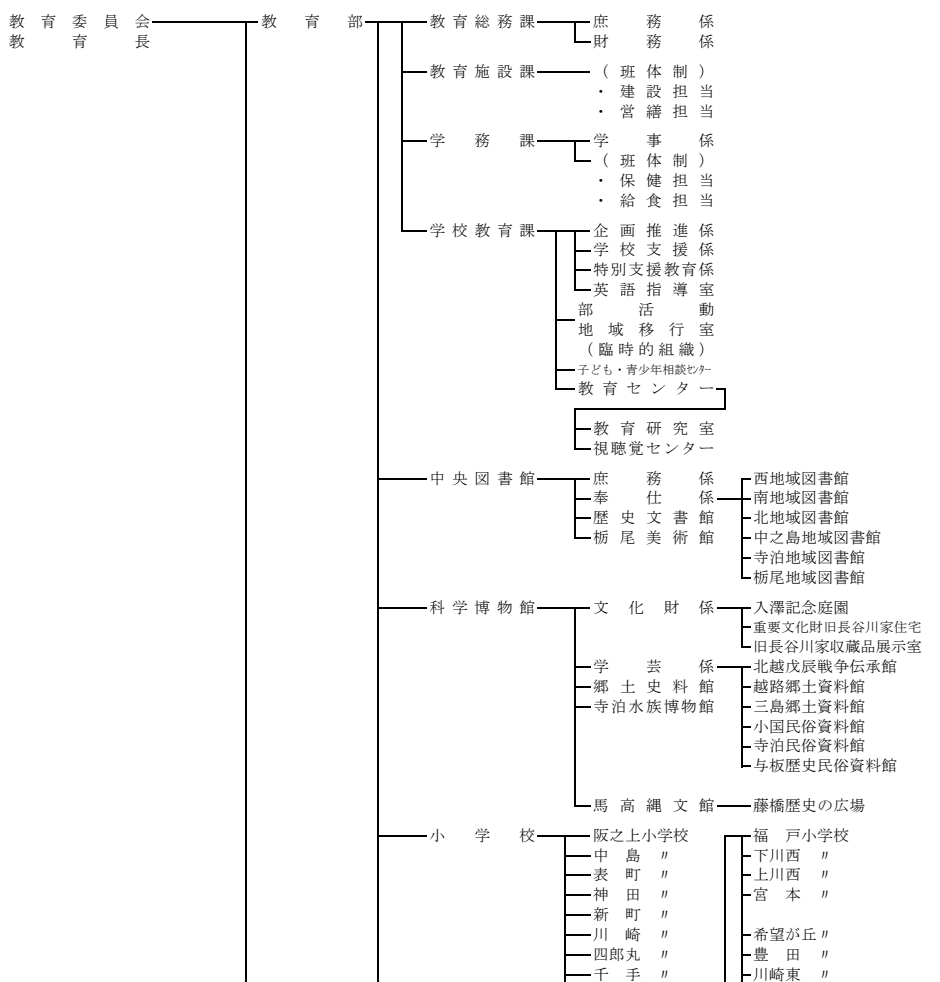 教育委員会 教育部 教育総務課 庶務係
教育長 財務係
教育施設課 （班体制）
・建設担当
・営繕担当
学務課 学事係
（班体制）
・保健担当
・給食担当
学校教育課 企画推進係
学校支援係
特別支援教育係
英語指導室
部活動
地域移行室
（臨時的組織）
子ども・青少年相談ｾﾝﾀｰ
教育センター
教育研究室
視聴覚センター
中央図書館 庶務係 西地域図書館
奉仕係 南地域図書館
歴史文書館 北地域図書館
栃尾美術館 中之島地域図書館
寺泊地域図書館
栃尾地域図書館
科学博物館 文化財係 入澤記念庭園
重要文化財旧長谷川家住宅
旧長谷川家収蔵品展示室
学芸係 北越戊辰戦争伝承館
郷土史料館 越路郷土資料館
寺泊水族博物館 三島郷土資料館
小国民俗資料館
寺泊民俗資料館
与板歴史民俗資料館
馬高縄文館 藤橋歴史の広場
小学校 阪之上小学校 福戸小学校
中島〃 下川西〃
表町〃 上川西〃
神田〃 宮本〃
新町〃
川崎〃 希望が丘〃
四郎丸〃 豊田〃
千手〃 川崎東〃